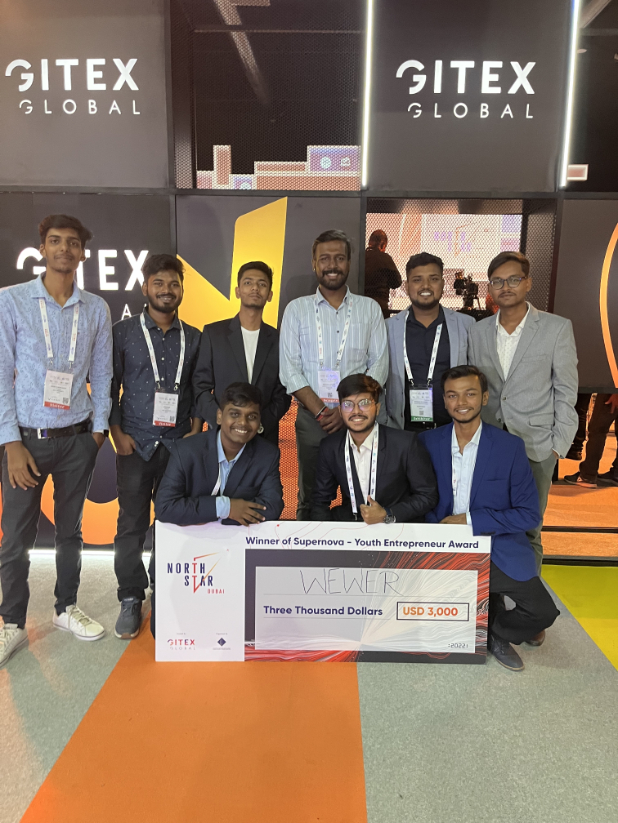 GITEX
GLOBAL
GITEX
GLOBAL
GITEX
Winner of Supernova - Youth Entrepreneur Award
NORTH
STAR
DUBAI
WEWER
Three Thousand Dollars
USD 3,000
GITEX
GLOBAL
2022